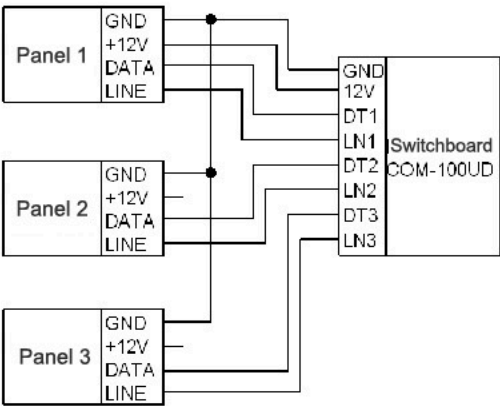 Panel 1
GND
+12V
DATA
LINE
Panel 2
GND
+12V
DATA
LINE
Panel 3
GND
+12V
DATA
LINE
GND
12V
DT1
LN1
DT2
LN2
DT3
LN3
Switchboard
COM-100UD